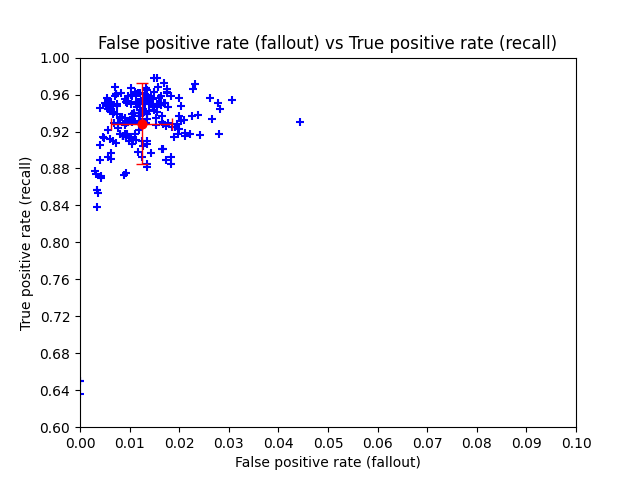 False positive rate (fallout) vs True positive rate (recall)
1.00
0.96
0.92
0.88
0.84
0.80
0.76
0.72
0.68
0.64
0.60
True positive rate (recall)
0.00 0.01 0.02 0.03 0.04 0.05 0.06 0.07 0.08 0.09 0.10
False positive rate (fallout)